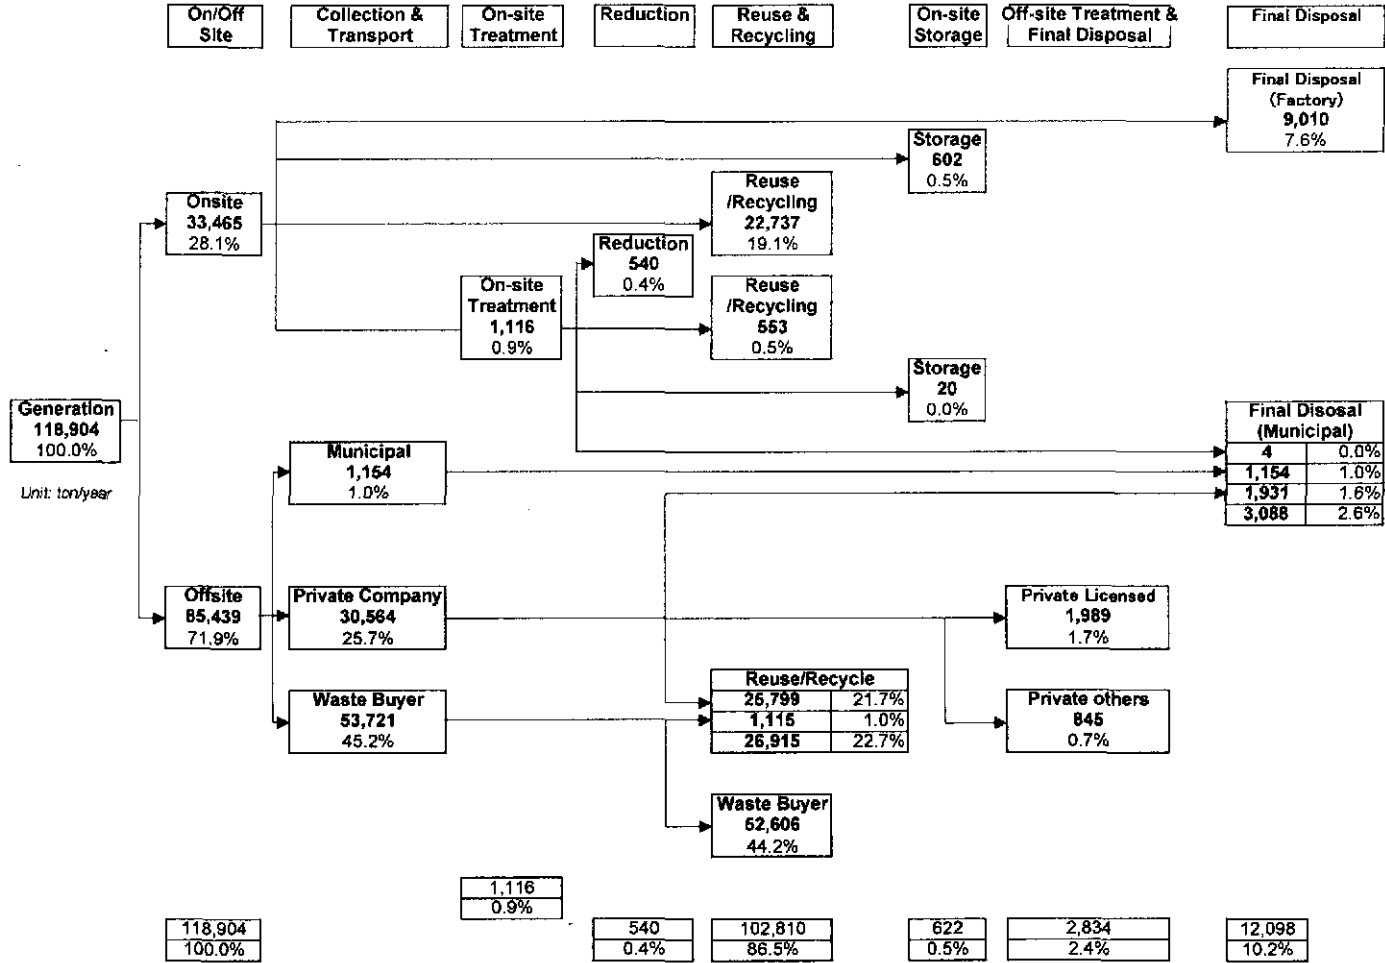 On/Off
Site
Collection &
Transport
On-site
Treatment
Reduction
Reuse &
Recycling
On-site
Storage
Off-site Treatment &
Final Disposal
Final Disposal
Final Disposal
(Factory)
9,010
7.6%
Storage
602
0.5%
Onsite
33,465
28.1%
Reuse
/Recycling
22,737
19.1%
Reduction
540
0.4%
On-site
Treatment
1,116
0.9%
Reuse
/Recycling
553
0.5%
Storage
20
0.0%
Generation
118,904
100.0%
Unit: ton/year
Final Disosal
(Municipal)
4 0.0%
1,154 1.0%
1,931 1.6%
3,088 2.6%
Municipal
1,154
1.0%
Offsite
85,439
71.9%
Private Company
30,564
25.7%
Private Licensed
1,989
1.7%
Waste Buyer
53,721
45.2%
Reuse/Recycle
25,799 21.7%
1,115 1.0%
26,915 22.7%
Private others
845
0.7%
Waste Buyer
52,606
44.2%
1,116
0.9%
118,904
100.0%
540
0.4%
102,810
86.5%
622
0.5%
2,834
2.4%
12,098
10.2%